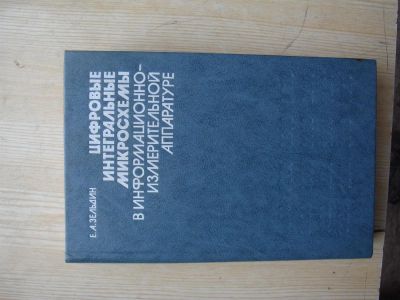 Е. А. ЗЕЛЬДИН
ЦИФРОВЫЕ
ИНТЕГРАЛЬНЫЕ
МИКРОСХЕМЫ
В ИНФОРМАЦИОННО-
ИЗМЕРИТЕЛЬНОЙ
АППАРАТУРЕ